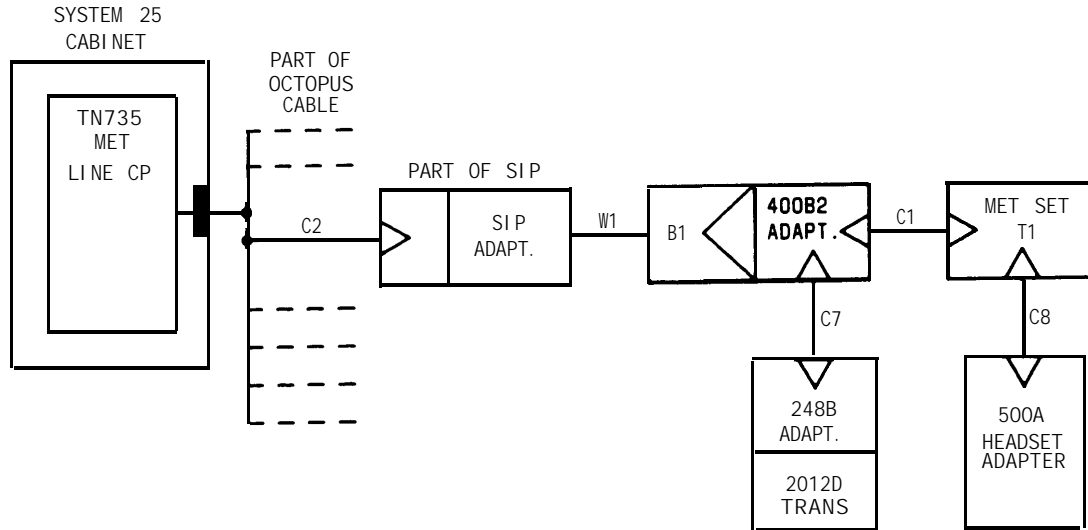 SYSTEM 25
CABINET
TN735
MET
LINE CP
PART OF
OCTOPUS
CABLE
C2
PART OF SIP
SIP
ADAPT.
W1
B1
400B2
ADAPT.
C1
MET SET
T1
C7
C8
248B
ADAPT.
2012D
TRANS
500A
HEADSET
ADAPTER